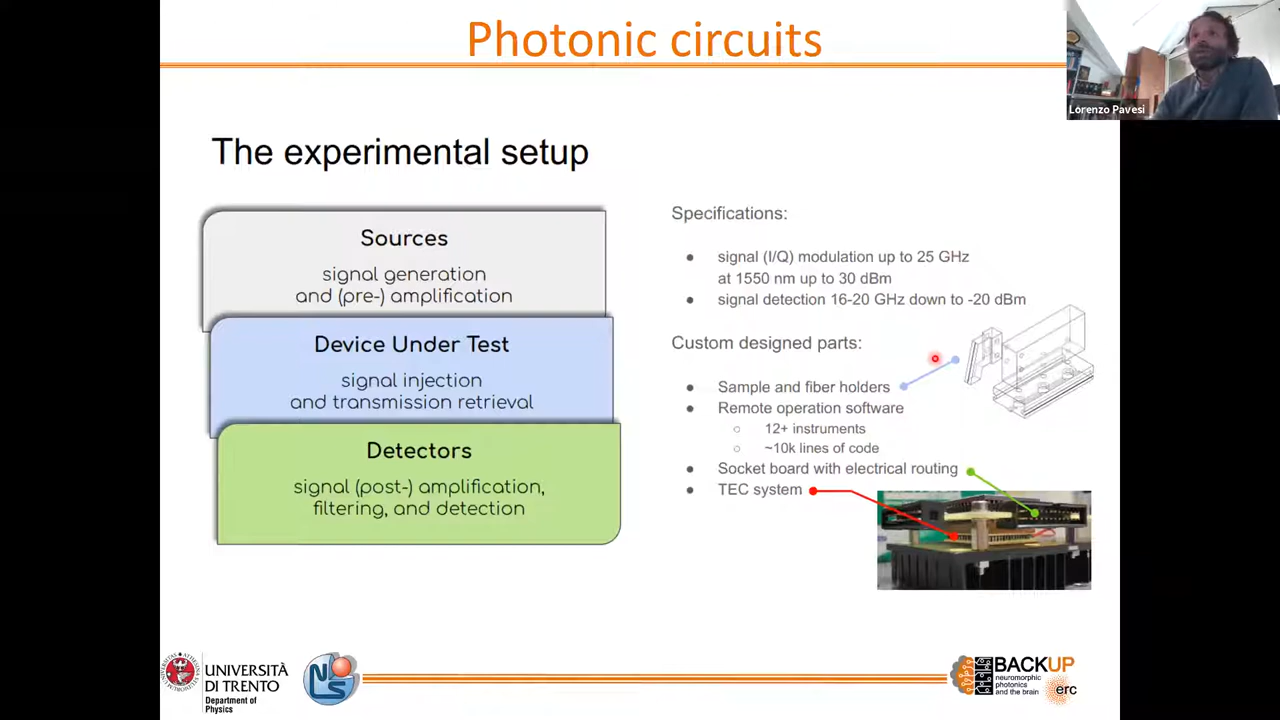 Photonic circuits
Lorenzo Pavesi
The experimental setup
Sources
signal generation
and (pre-) amplification
Device Under Test
signal injection
and transmission retrieval
Detectors
signal (post-) amplification,
filtering, and detection
Specifications:
● signal (I/Q) modulation up to 25 GHz
at 1550 nm up to 30 dBm
● signal detection 16-20 GHz down to -20 dBm
Custom designed parts:
● Sample and fiber holders
● Remote operation software
○ 12+ instruments
○ ~10k lines of code
● Socket board with electrical routing
● TEC system
UNIVERSITÀ
DI TRENTO
Department of
Physics
NLS
BACKUP
neuromorphic
photonics
and the brain
erc